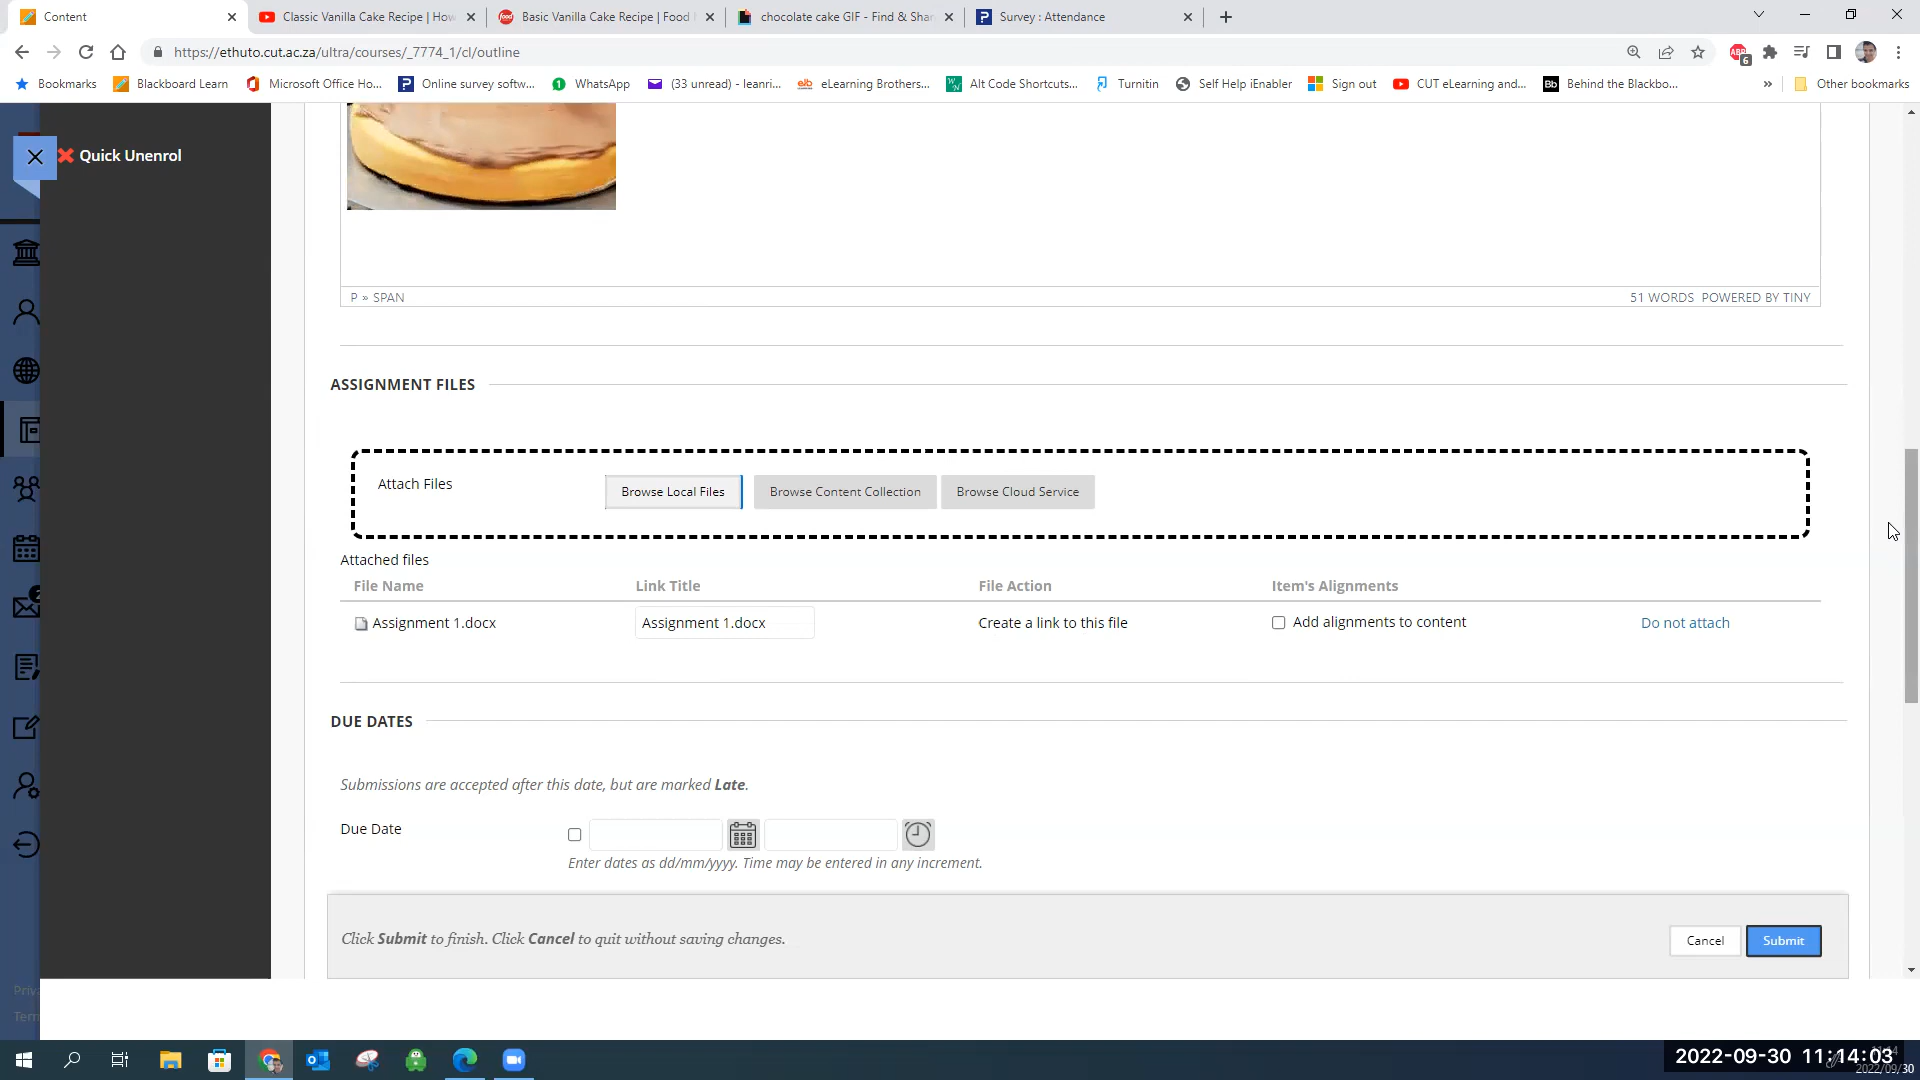 Content
Classic Vanilla Cake Recipe | How
Basic Vanilla Cake Recipe | Food
chocolate cake GIF - Find & Shar
Survey : Attendance
https://ethuto.cut.ac.za/ultra/courses/_7774_1/cl/outline
Bookmarks
Blackboard Learn
Microsoft Office Ho...
Online survey softw...
WhatsApp
(33 unread) - leanri...
eLearning Brothers...
Alt Code Shortcuts...
Turnitin
Self Help iEnabler
Sign out
CUT eLearning and...
Behind the Blackbo...
Other bookmarks
Quick Unenrol
P » SPAN
51 WORDS POWERED BY TINY
ASSIGNMENT FILES
Attach Files
Browse Local Files
Browse Content Collection
Browse Cloud Service
Attached files
File Name Link Title File Action Item's Alignments
Assignment 1.docx Assignment 1.docx Create a link to this file Add alignments to content Do not attach
DUE DATES
Submissions are accepted after this date, but are marked Late.
Due Date
Enter dates as dd/mm/yyyy. Time may be entered in any increment.
Click Submit to finish. Click Cancel to quit without saving changes.
Cancel
Submit
2022-09-30 11:14:03
2022/09/30